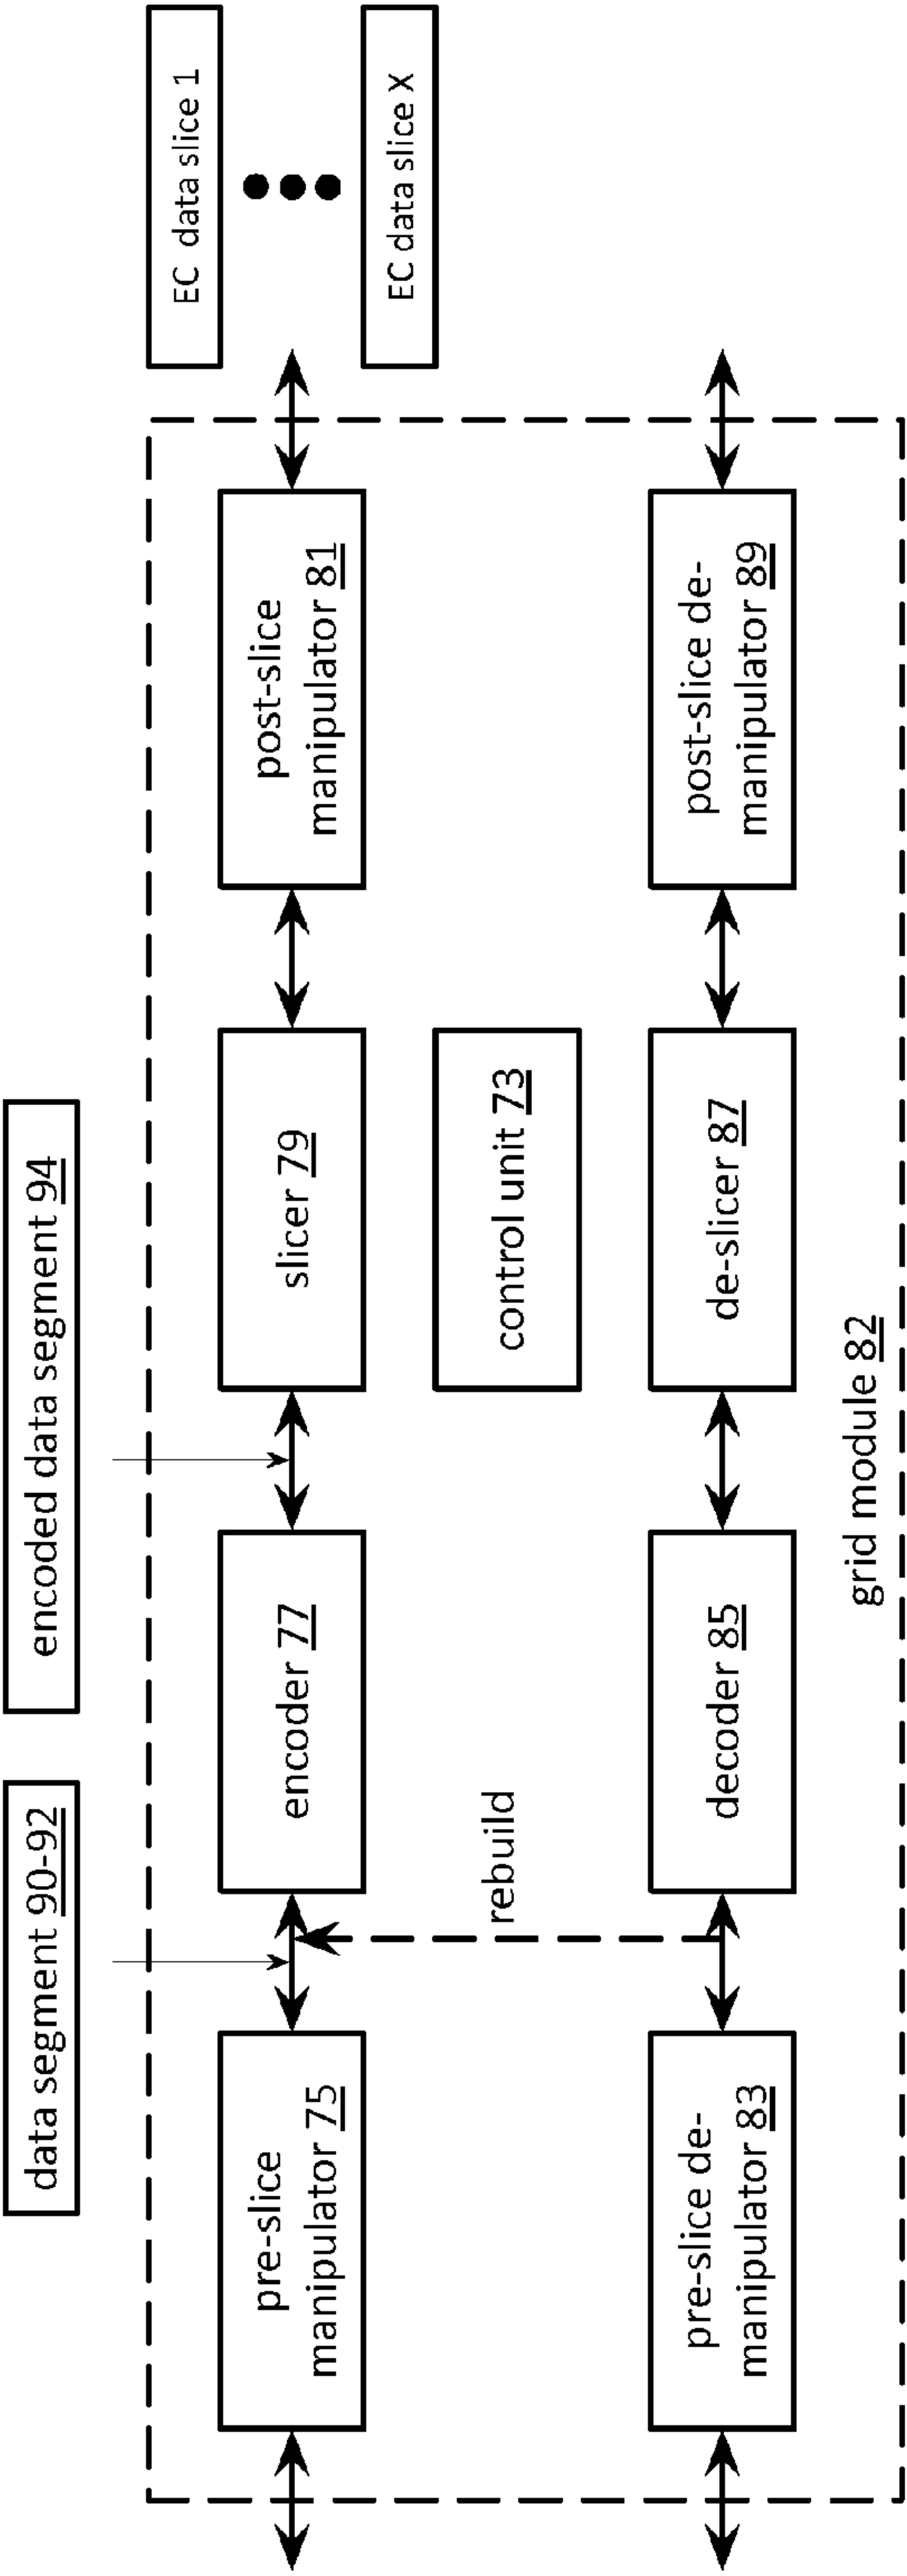 data segment 90-92
encoded data segment 94
EC data slice 1
EC data slice X
pre-slice
manipulator 75
encoder 77
slicer 79
post-slice
manipulator 81
rebuild
control unit 73
pre-slice de-
manipulator 83
decoder 85
de-slicer 87
post-slice de-
manipulator 89
grid module 82